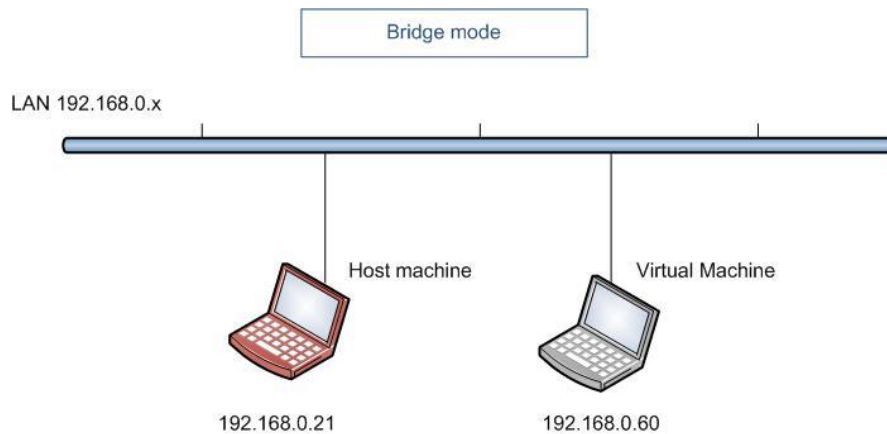 Bridge mode
LAN 192.168.0.x
Host machine
Virtual Machine
192.168.0.21
192.168.0.60